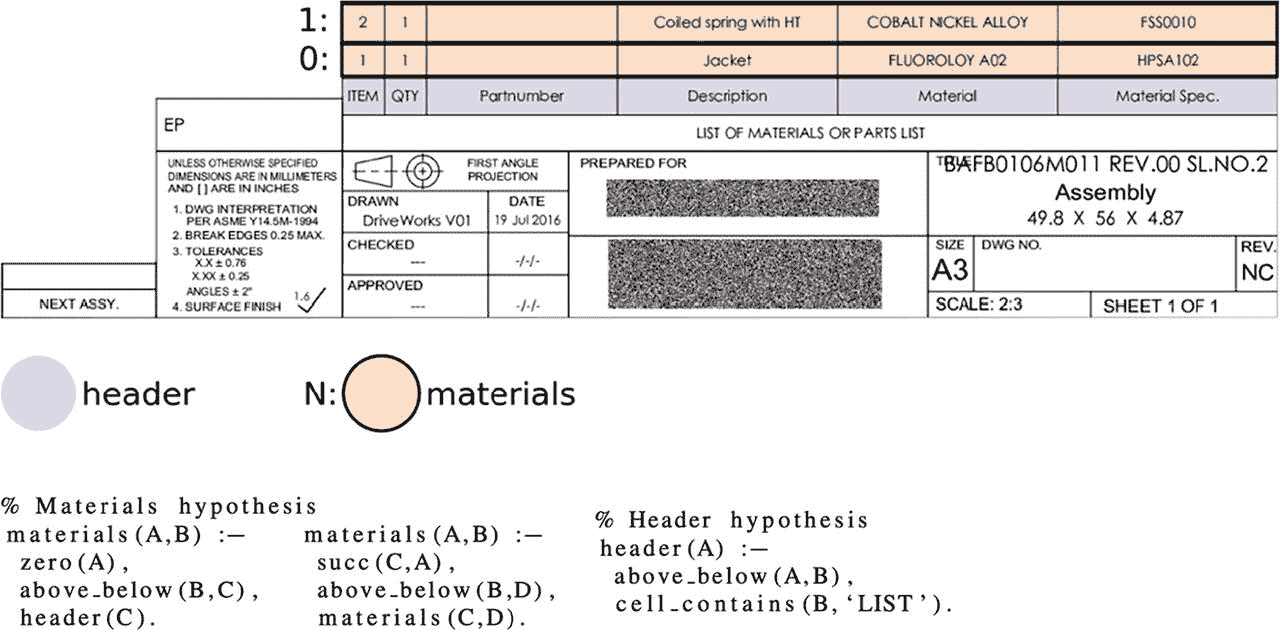 1: 2 1 Coiled spring with HT COBALT NICKEL ALLOY FSS0010
0: 1 1 Jacket FLUOROLOY A02 HPSA102
ITEM QTY Partnumber Description Material Material Spec.
EP
LIST OF MATERIALS OR PARTS LIST
UNLESS OTHERWISE SPECIFIED
DIMENSIONS ARE IN MILLIMETERS
AND [ ] ARE IN INCHES
1. DWG INTERPRETATION
PER ASME Y14.5M-1994
2. BREAK EDGES 0.25 MAX.
3. TOLERANCES
X.X ± 0.76
X.XX ± 0.25
ANGLES ± 2°
4. SURFACE FINISH 1.6
NEXT ASSY.
FIRST ANGLE
PROJECTION
DRAWN DATE
DriveWorks V01 19 Jul 2016
CHECKED
--- -/-/-
APPROVED
--- -/-/-
PREPARED FOR
BAFB0106M011 REV.00 SL.NO.2
Assembly
49.8 X 56 X 4.87
SIZE DWG NO. REV.
A3 NC
SCALE: 2:3 SHEET 1 OF 1
header N: materials
% Materials hypothesis
materials(A,B) :–
zero(A),
above_below(B,C),
header(C).
materials(A,B) :–
succ(C,A),
above_below(B,D),
materials(C,D).
% Header hypothesis
header(A) :–
above_below(A,B),
cell_contains(B, ‘LIST’).